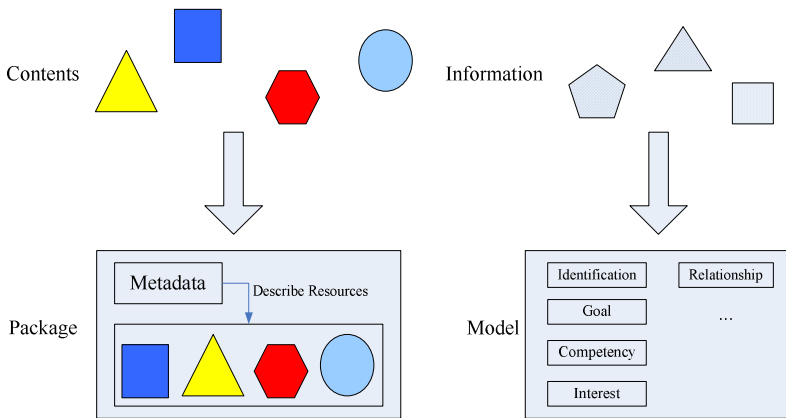 Contents
Information
Metadata
Describe Resources
Package
Identification
Relationship
Goal
...
Model
Competency
Interest